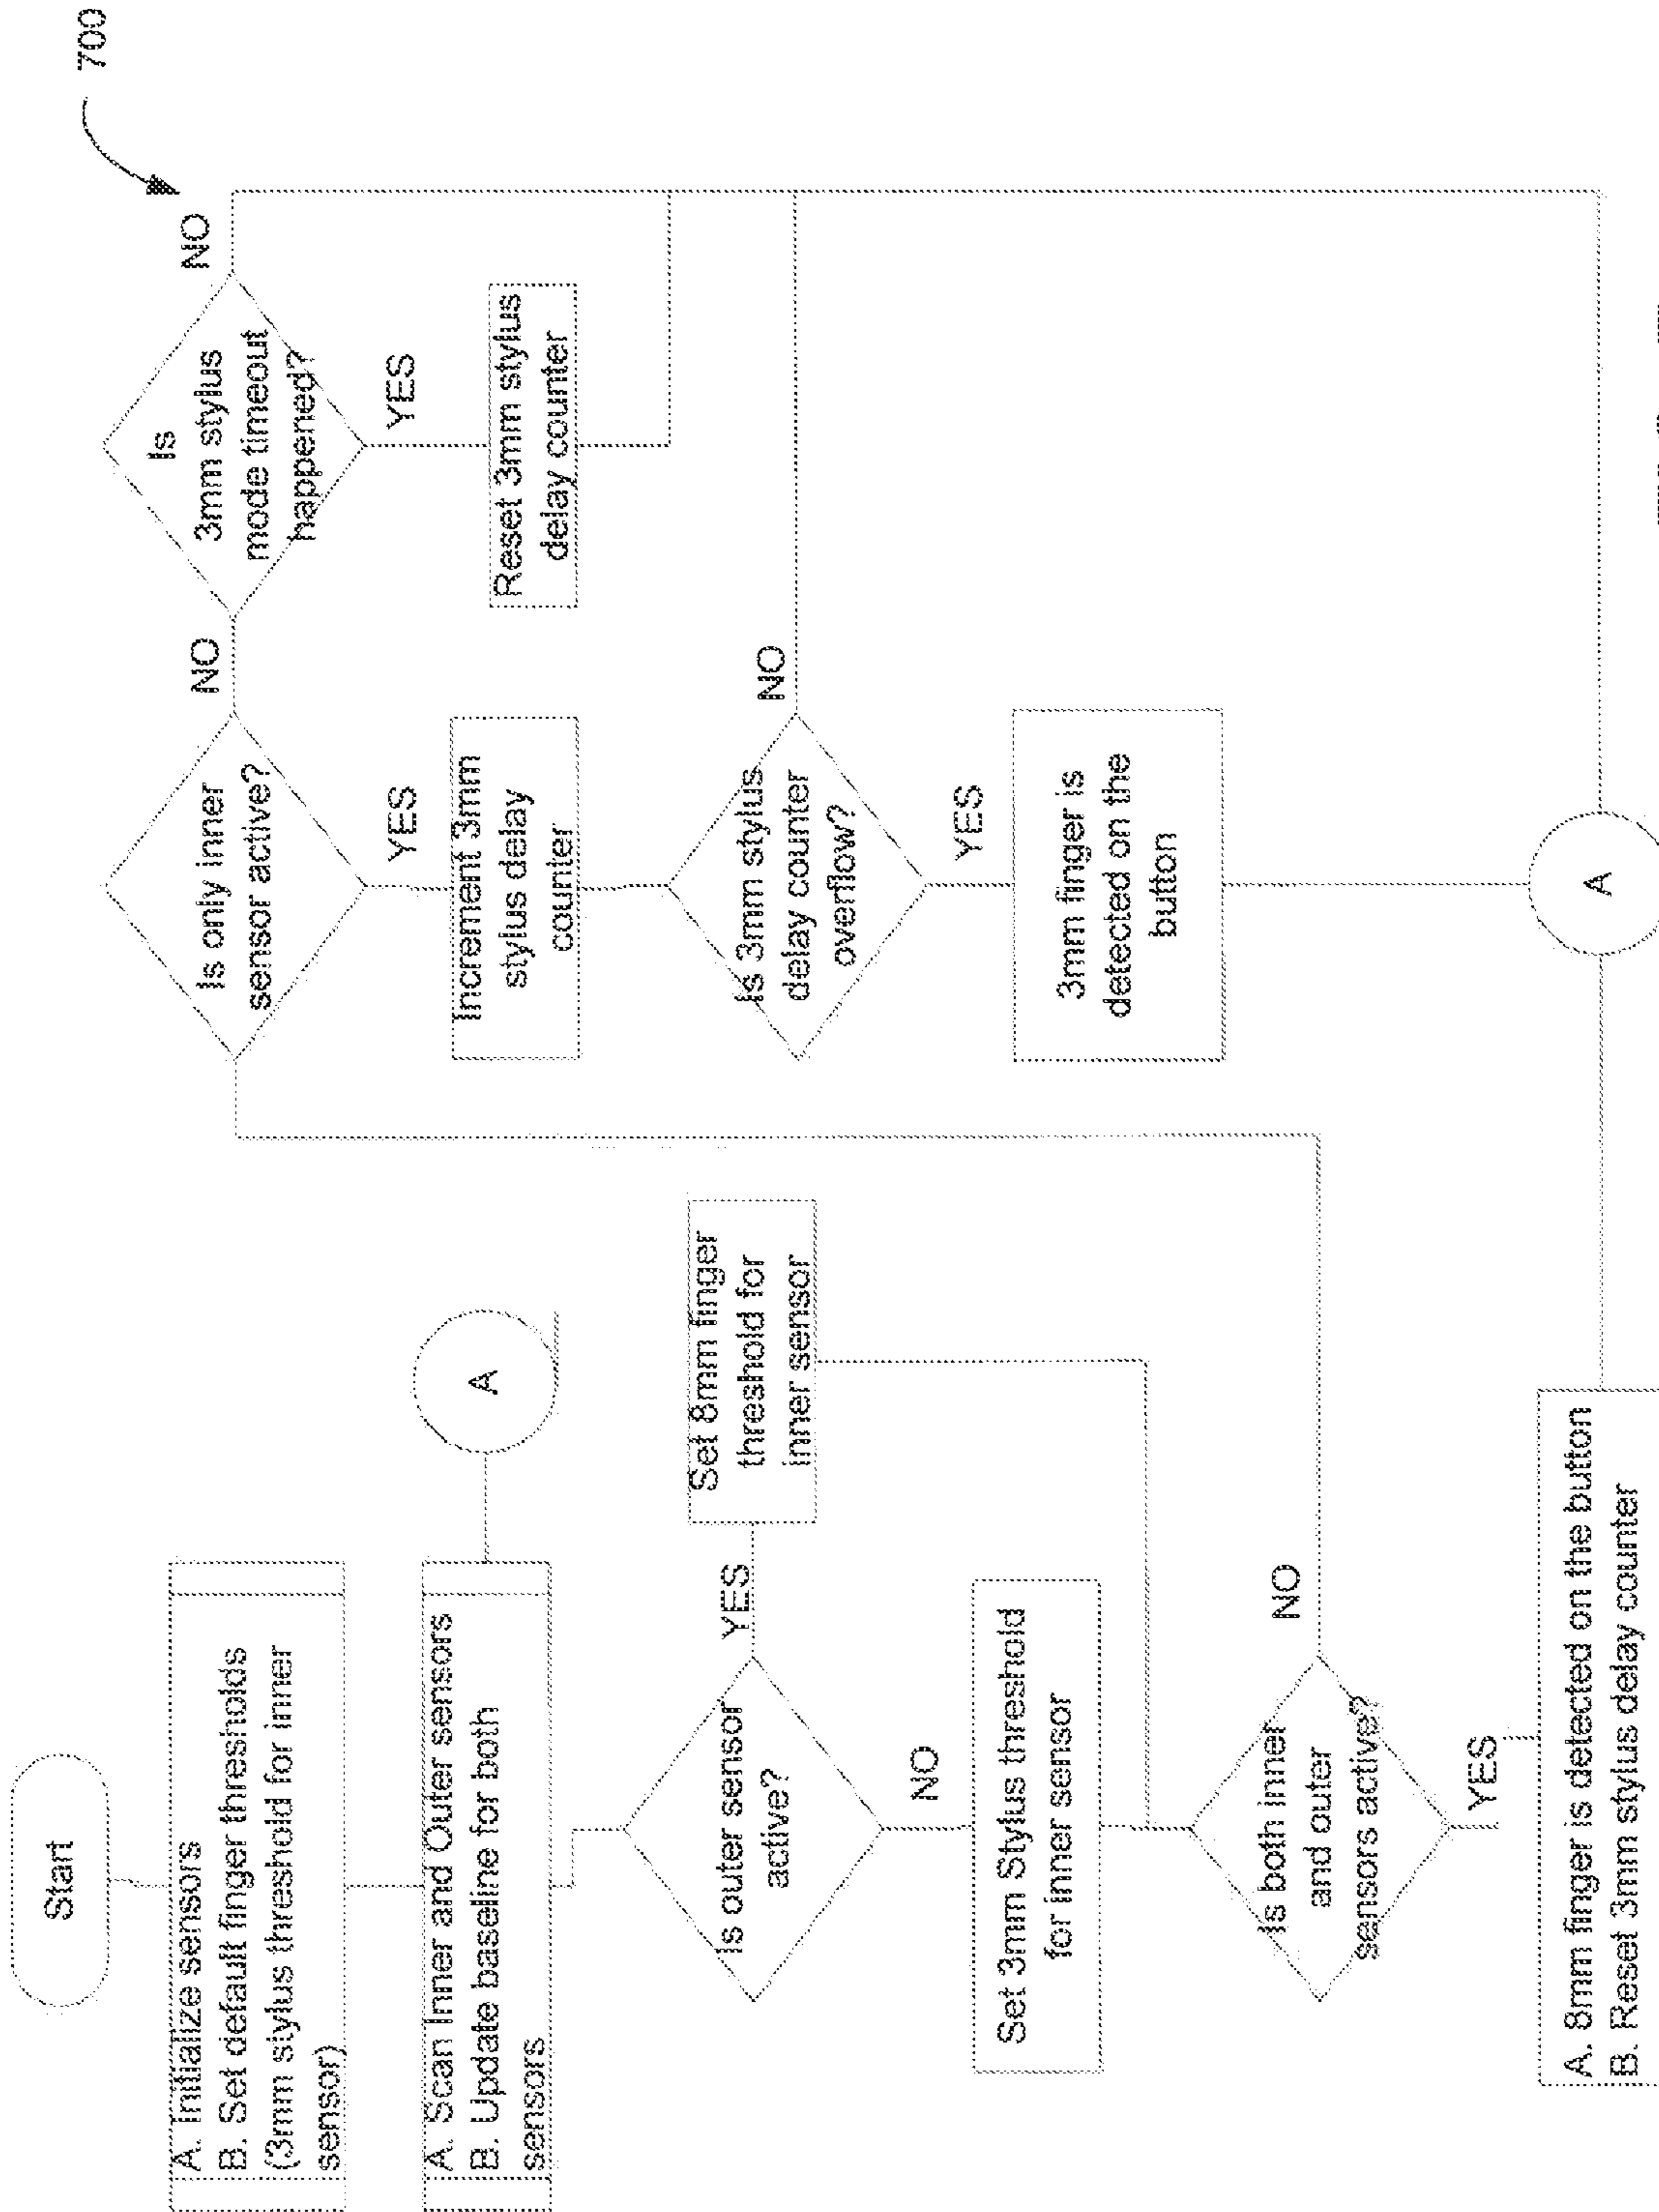 700
Start
A. Initialize sensors
B. Set default finger thresholds
(3mm stylus threshold for inner
sensor)
A. Scan Inner and Outer sensors
B. Update baseline for both
sensors
A
Is outer sensor
active?
YES
Set 8mm finger
threshold for
inner sensor
NO
Set 3mm Stylus threshold
for inner sensor
Is both inner
and outer
sensors active?
NO
YES
A. 8mm finger is detected on the button
B. Reset 3mm stylus delay counter
Is only inner
sensor active?
NO
YES
Increment 3mm
stylus delay
counter
Is 3mm stylus
delay counter
overflow?
NO
YES
3mm finger is
detected on the
button
Is
3mm stylus
mode timeout
happened?
NO
YES
Reset 3mm stylus
delay counter
A